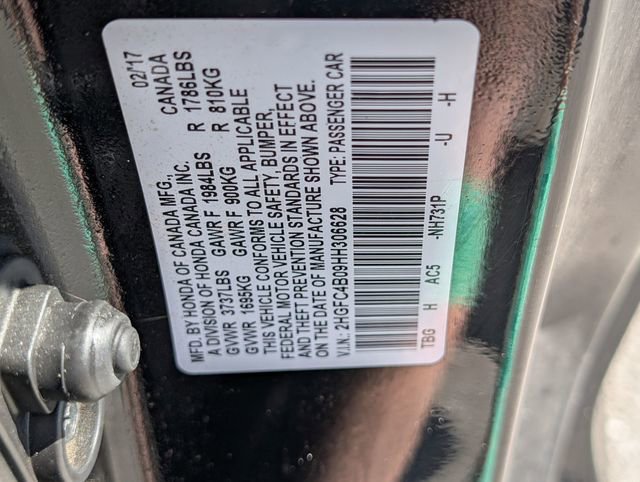 MFD. BY HONDA OF CANADA MFG., 02/17
A DIVISION OF HONDA CANADA INC. CANADA
GVWR 3737LBS GAWR F 1984LBS R 1786LBS
GVWR 1695KG GAWR F 900KG R 810KG
THIS VEHICLE CONFORMS TO ALL APPLICABLE
FEDERAL MOTOR VEHICLE SAFETY, BUMPER,
AND THEFT PREVENTION STANDARDS IN EFFECT
ON THE DATE OF MANUFACTURE SHOWN ABOVE.
V.I.N.: 2HGFC4B09HH306628 TYPE: PASSENGER CAR
TBG H AC5 -NH731P -U -H